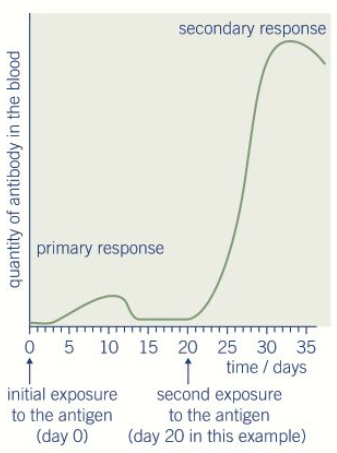 secondary response
quantity of antibody in the blood
primary response
0 5 10 15 20 25 30 35
time / days
initial exposure
to the antigen
(day 0)
second exposure
to the antigen
(day 20 in this example)